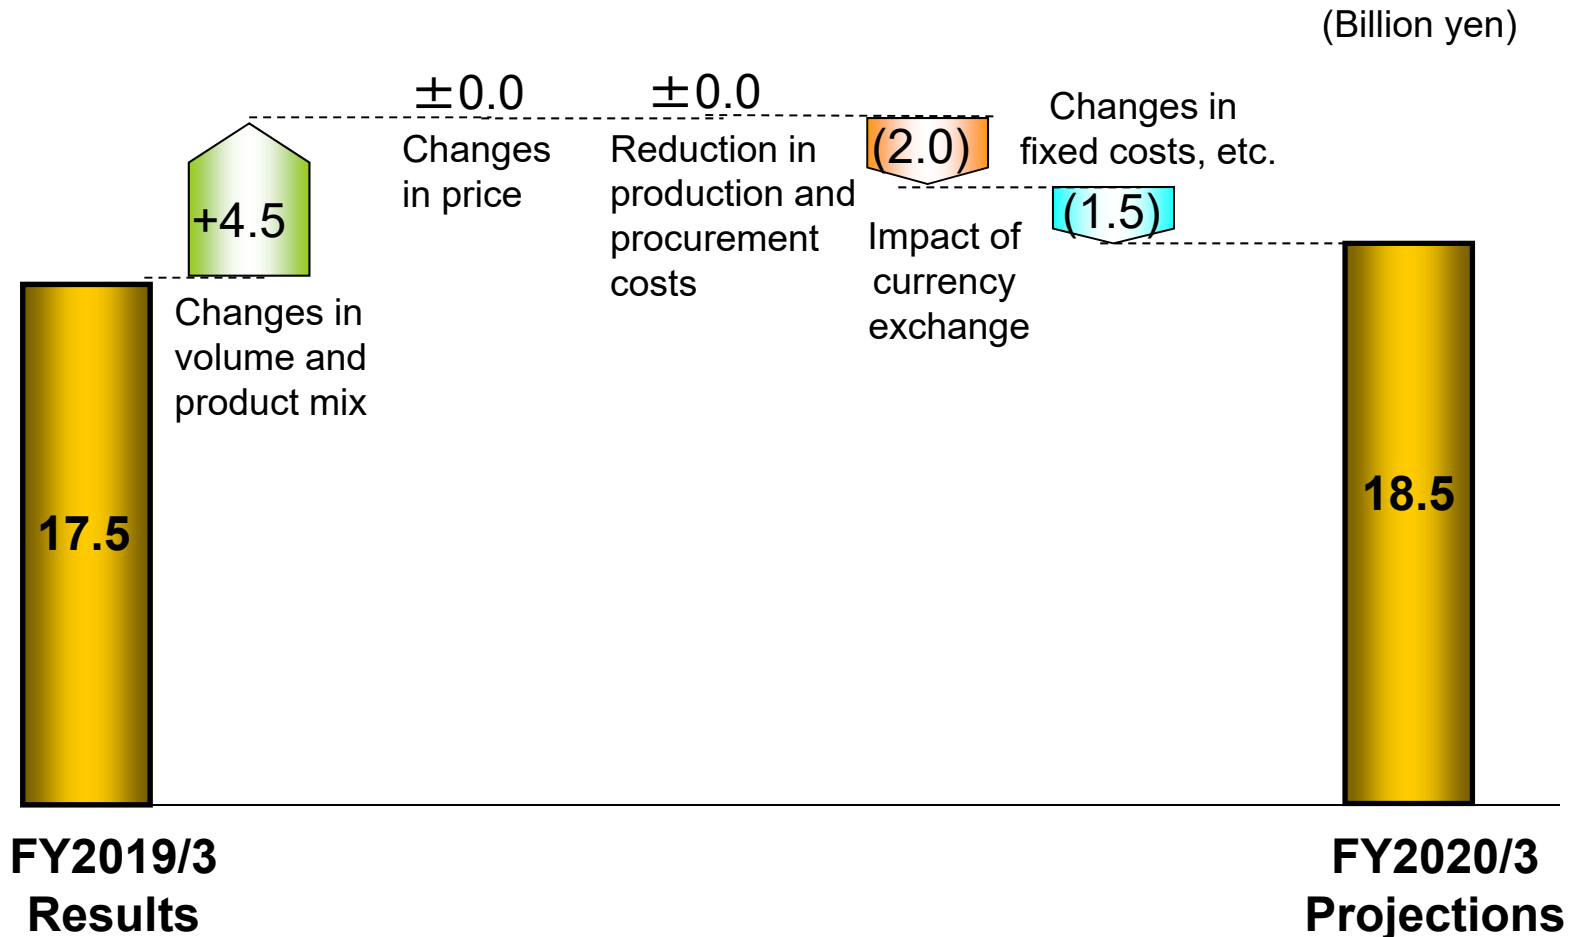 (Billion yen)
+4.5
Changes in
volume and
product mix
±0.0
Changes
in price
±0.0
Reduction in
production and
procurement
costs
(2.0)
Impact of
currency
exchange
Changes in
fixed costs, etc.
(1.5)
17.5
18.5
FY2019/3
Results
FY2020/3
Projections